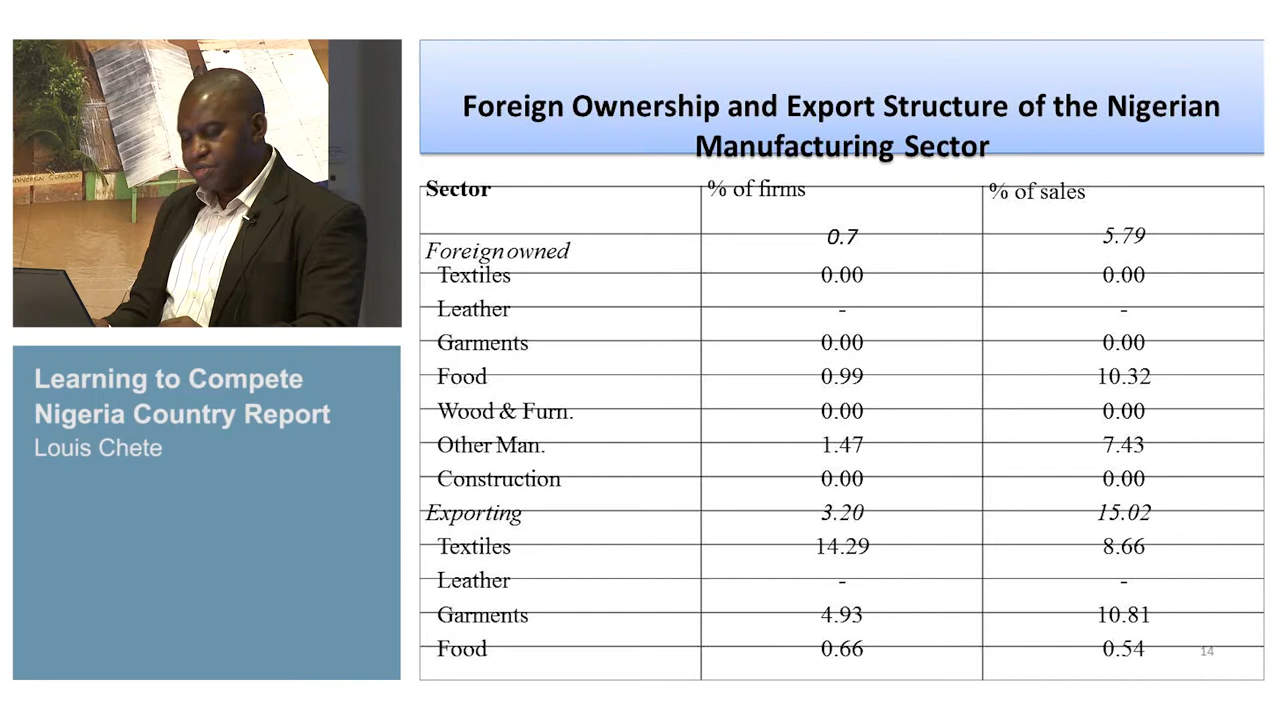 Foreign Ownership and Export Structure of the Nigerian
Manufacturing Sector
Sector % of firms % of sales
Foreign owned 0.7 5.79
Textiles 0.00 0.00
Leather - -
Garments 0.00 0.00
Food 0.99 10.32
Wood & Furn. 0.00 0.00
Other Man. 1.47 7.43
Construction 0.00 0.00
Exporting 3.20 15.02
Textiles 14.29 8.66
Leather - -
Garments 4.93 10.81
Food 0.66 0.54
14
Learning to Compete
Nigeria Country Report
Louis Chete